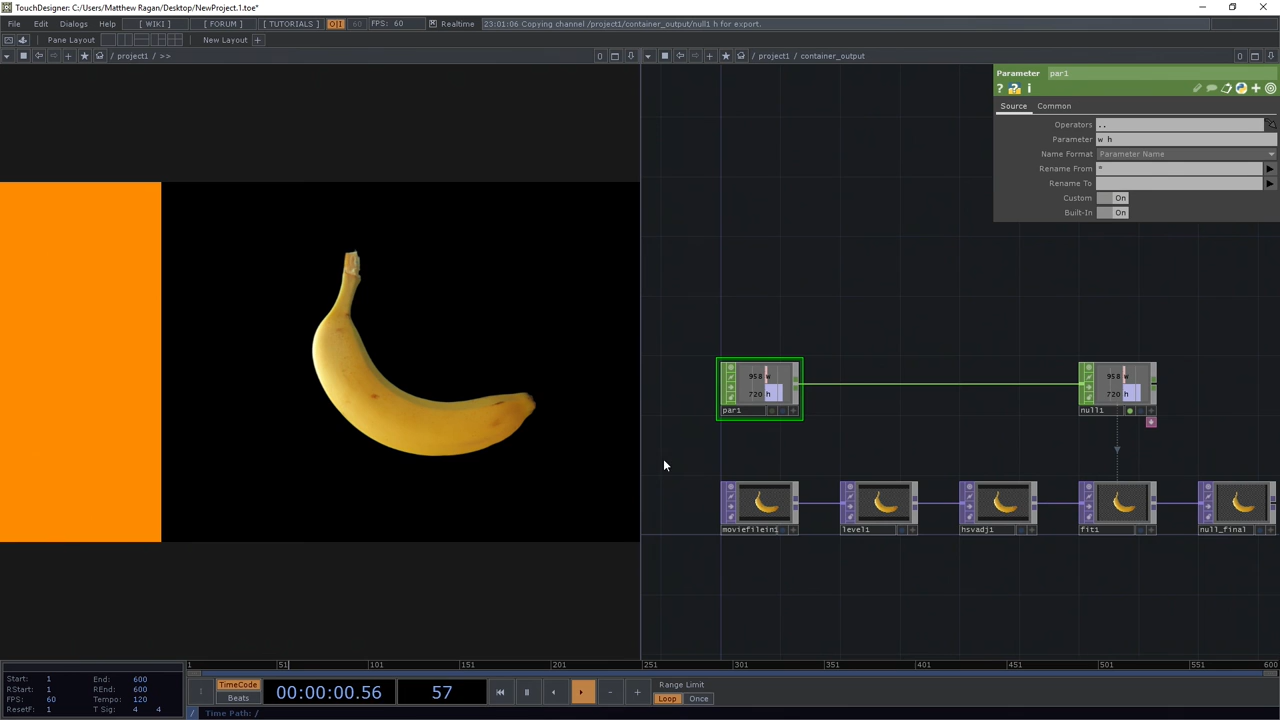 TouchDesigner: C:/Users/Matthew Ragan/Desktop/NewProject.1.toe*
File Edit Dialogs Help [ WIKI ] [ FORUM ] [ TUTORIALS ] O|I 60 FPS: 60 Realtime 23:01:06 Copying channel /project1/container_output/null1 h for export.
Pane Layout New Layout +
/ project1 / >> 0
/ project1 / container_output 0
Parameter par1
? i
Source Common
Operators ..
Parameter w h
Name Format Parameter Name
Rename From *
Rename To
Custom On
Built-In On
958 w
720 h
par1
958 w
720 h
null1
moviefilein1
level1
hsvadj1
fit1
null_final
1 51 101 151 201 251 301 351 401 451 501 551 600
Start: 1 End: 600
RStart: 1 REnd: 600
FPS: 60 Tempo: 120
ResetF: 1 T Sig: 4 4
TimeCode
Beats
00:00:00.56
57
Range Limit
Loop Once
/ Time Path: /